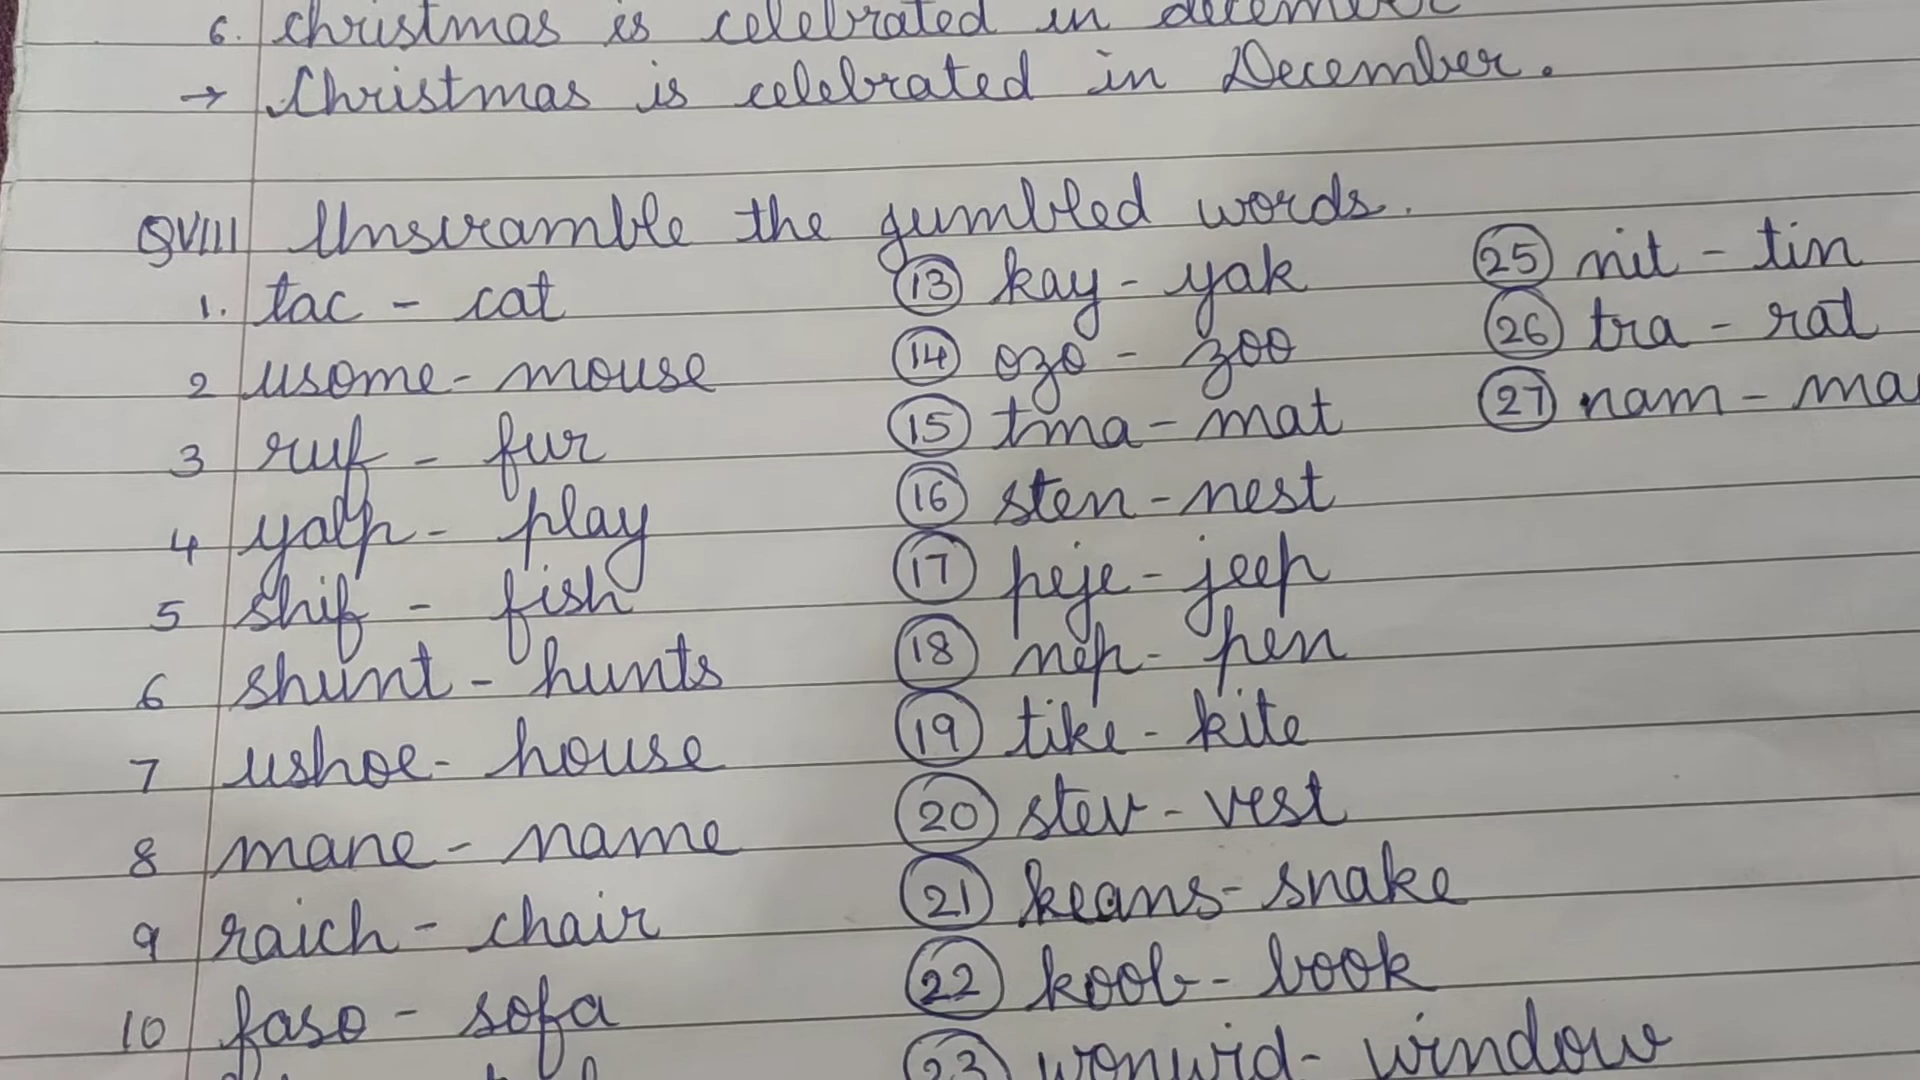 6. christmas is celebrated in december
→ Christmas is celebrated in December.
QVIII Unscramble the jumbled words.
1. tac - cat
2 usome - mouse
3 ruf - fur
4 yalp - play
5 shif - fish
6 shunt - hunts
7 ushoe - house
8 mane - name
9 raich - chair
10 faso - sofa
13 kay - yak
14 ozo - zoo
15 tma - mat
16 sten - nest
17 peje - jeep
18 nep - pen
19 tike - kite
20 stev - vest
21 keans - snake
22 koob - book
23 wonwid - window
25 nit - tin
26 tra - rat
27 nam - ma